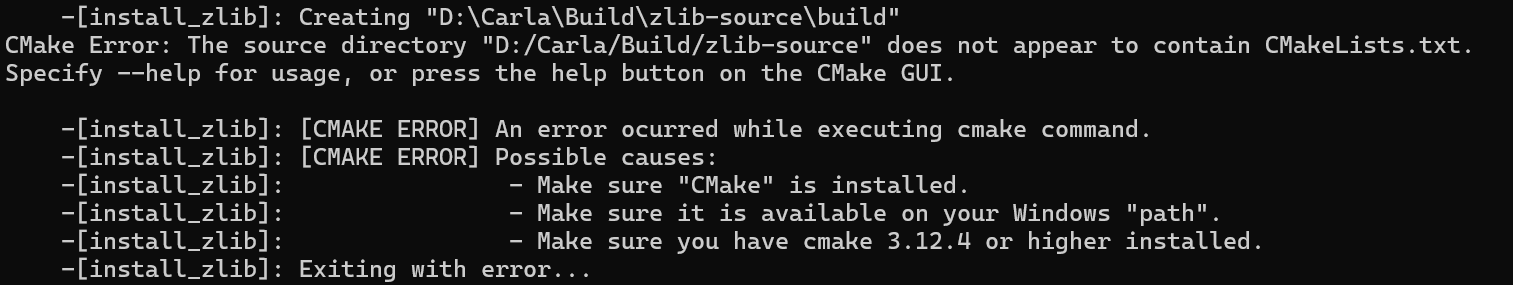 -[install_zlib]: Creating "D:\Carla\Build\zlib-source\build"
CMake Error: The source directory "D:/Carla/Build/zlib-source" does not appear to contain CMakeLists.txt.
Specify --help for usage, or press the help button on the CMake GUI.
-[install_zlib]: [CMAKE ERROR] An error ocurred while executing cmake command.
-[install_zlib]: [CMAKE ERROR] Possible causes:
-[install_zlib]:                - Make sure "CMake" is installed.
-[install_zlib]:                - Make sure it is available on your Windows "path".
-[install_zlib]:                - Make sure you have cmake 3.12.4 or higher installed.
-[install_zlib]: Exiting with error...